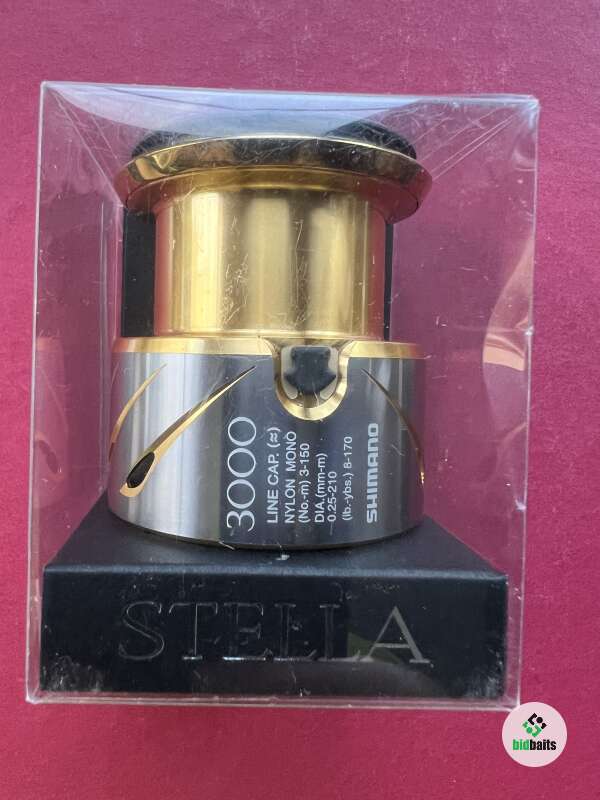 3000
LINE CAP. (≈)
NYLON MONO
(No.-m) 3-150
DIA.(mm-m)
0.25-210
(lb.-yds.) 8-170
SHIMANO
STELLA
bidbaits